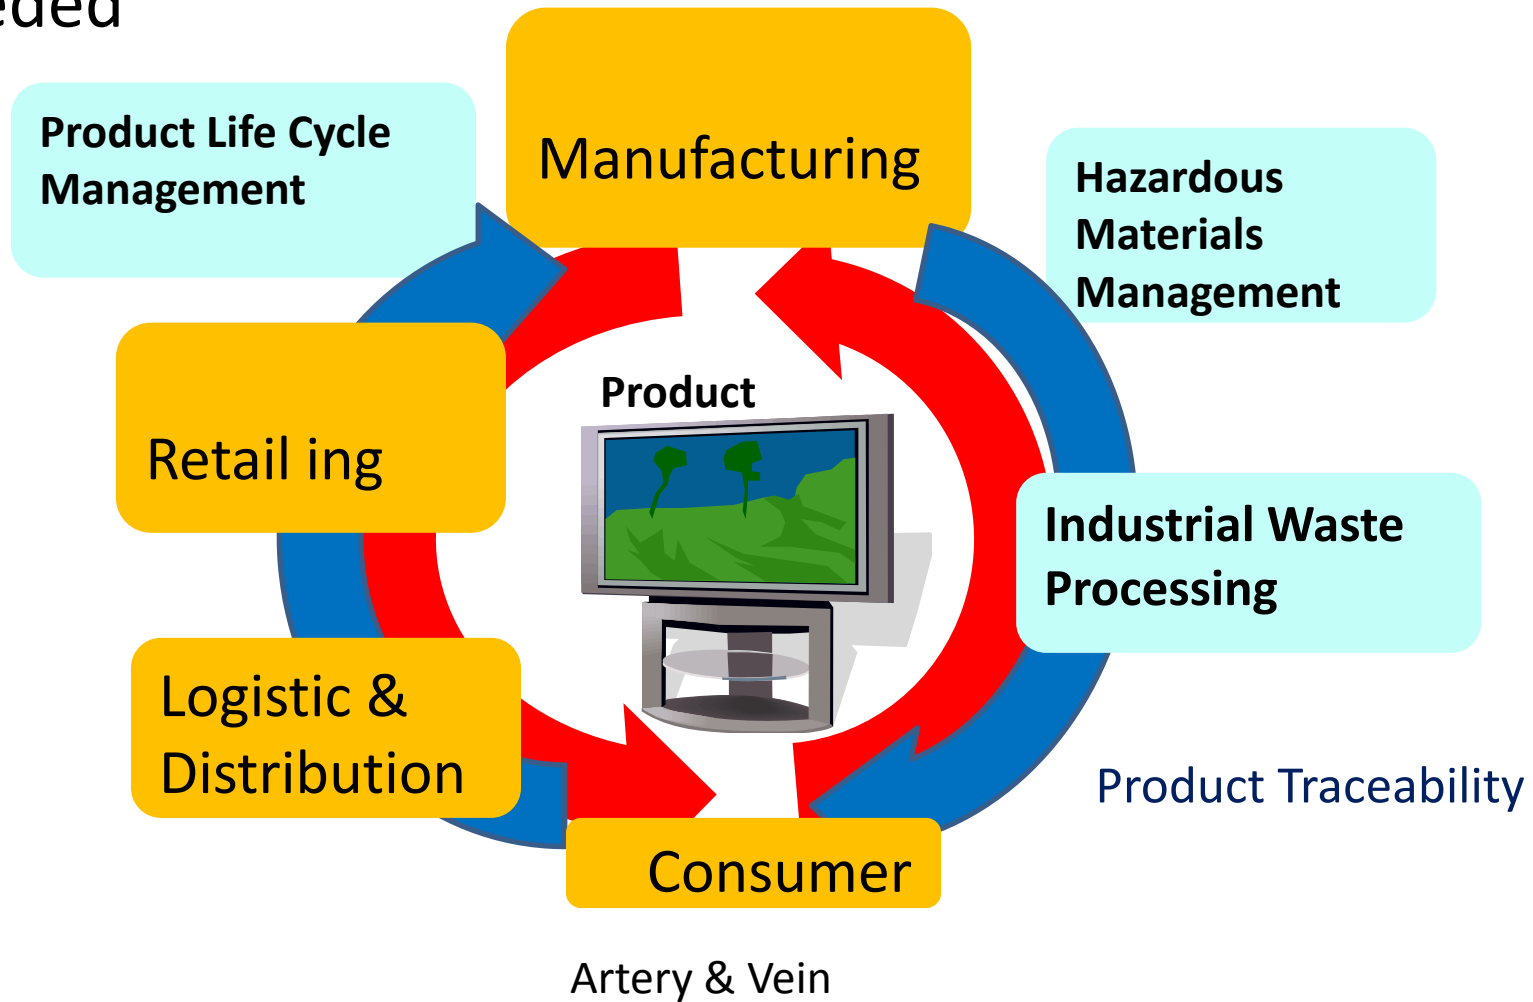 eded
Manufacturing
Product Life Cycle
Management
Hazardous
Materials
Management
Product
Retail ing
Industrial Waste
Processing
Logistic &
Distribution
Product Traceability
Consumer
Artery & Vein